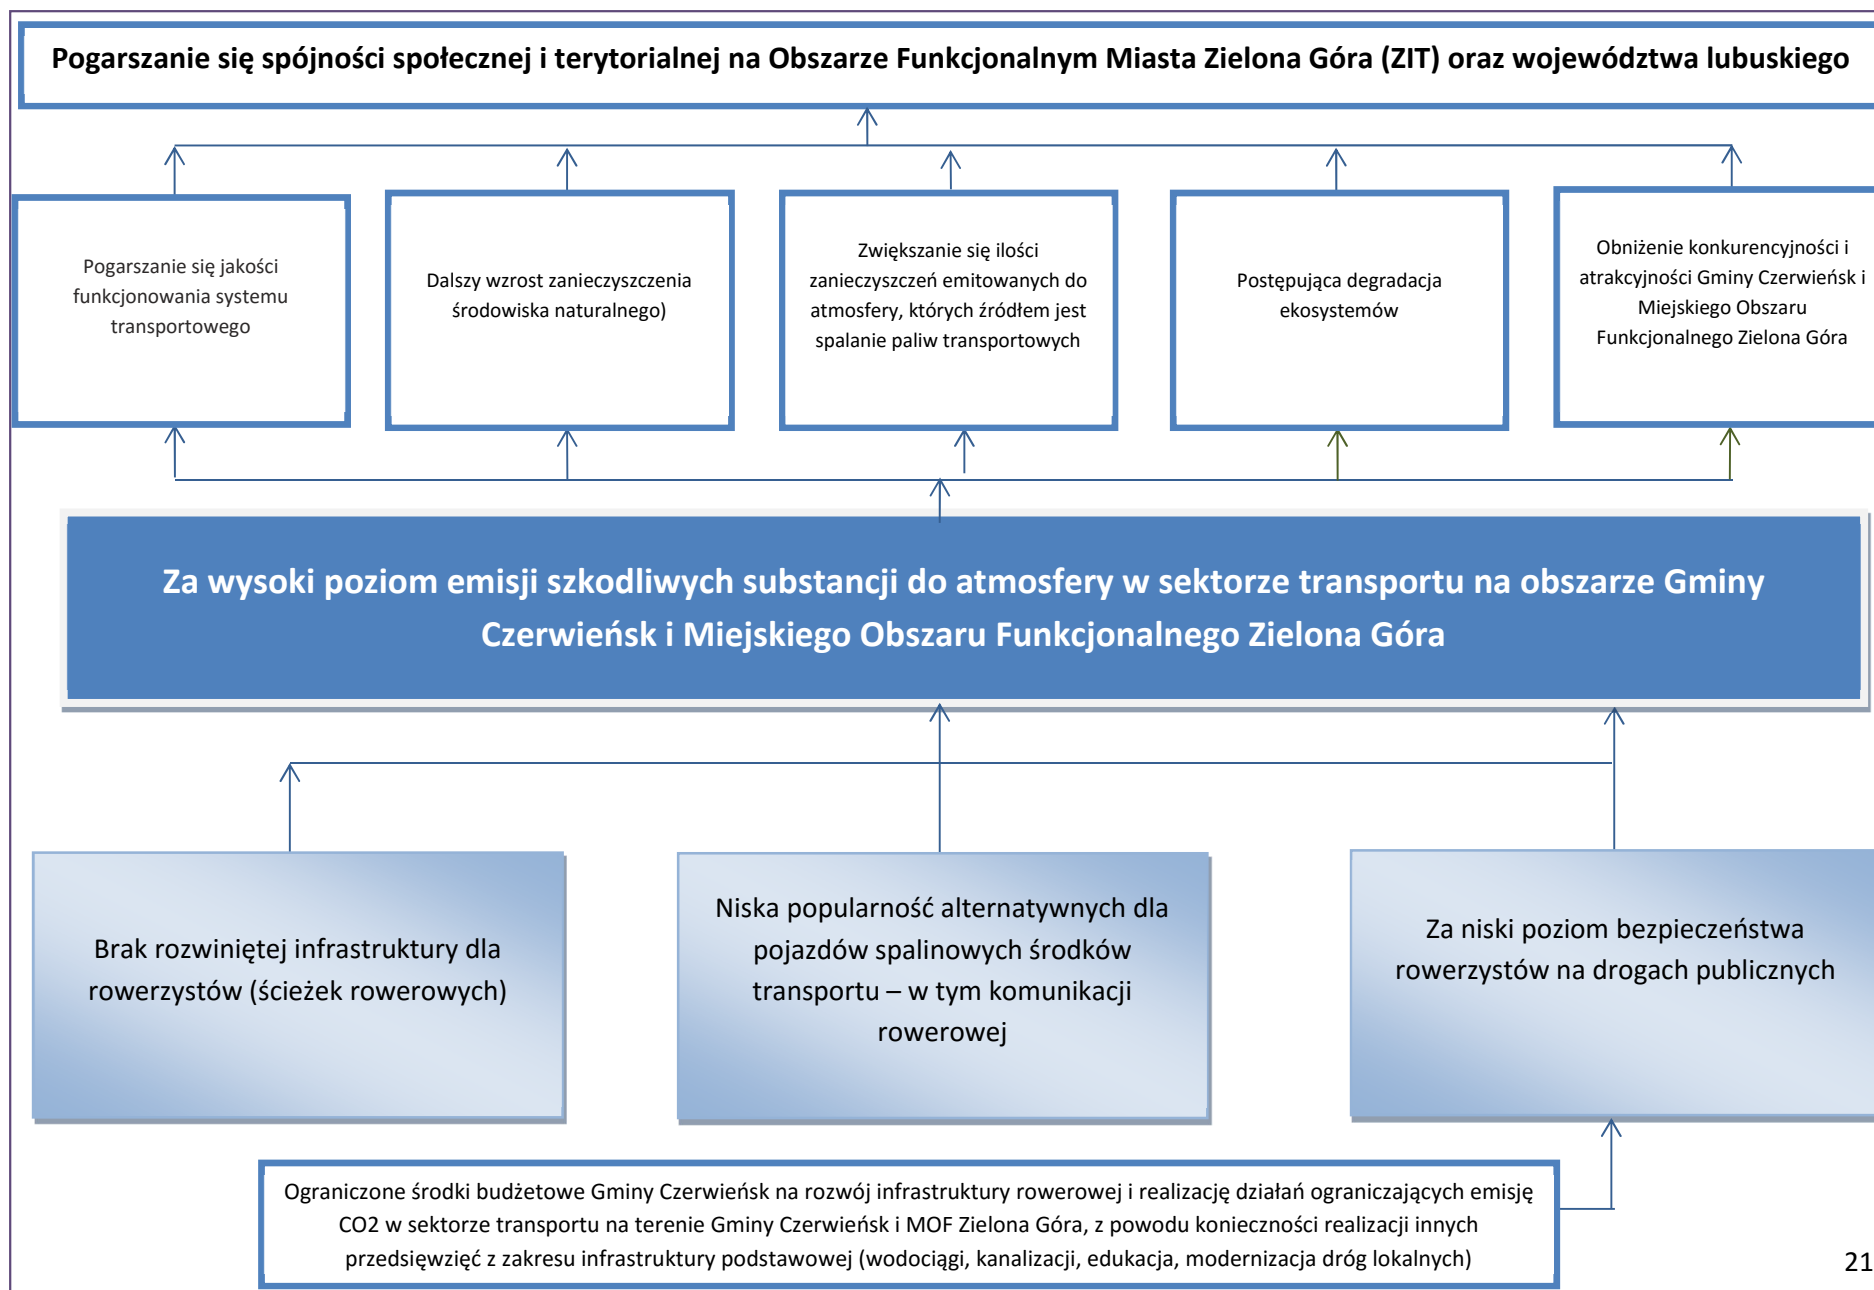 Pogarszanie się spójności społecznej i terytorialnej na Obszarze Funkcjonalnym Miasta Zielona Góra (ZIT) oraz województwa lubuskiego
Pogarszanie się jakości
funkcjonowania systemu
transportowego
Dalszy wzrost zanieczyszczenia
środowiska naturalnego)
Zwiększanie się ilości
zanieczyszczeń emitowanych do
atmosfery, których źródłem jest
spalanie paliw transportowych
Postępująca degradacja
ekosystemów
Obniżenie konkurencyjności i
atrakcyjności Gminy Czerwieńsk i
Miejskiego Obszaru
Funkcjonalnego Zielona Góra
Za wysoki poziom emisji szkodliwych substancji do atmosfery w sektorze transportu na obszarze Gminy
Czerwieńsk i Miejskiego Obszaru Funkcjonalnego Zielona Góra
Brak rozwiniętej infrastruktury dla
rowerzystów (ścieżek rowerowych)
Niska popularność alternatywnych dla
pojazdów spalinowych środków
transportu – w tym komunikacji
rowerowej
Za niski poziom bezpieczeństwa
rowerzystów na drogach publicznych
Ograniczone środki budżetowe Gminy Czerwieńsk na rozwój infrastruktury rowerowej i realizację działań ograniczających emisję
CO2 w sektorze transportu na terenie Gminy Czerwieńsk i MOF Zielona Góra, z powodu konieczności realizacji innych
przedsięwzięć z zakresu infrastruktury podstawowej (wodociągi, kanalizacji, edukacja, modernizacja dróg lokalnych)
21